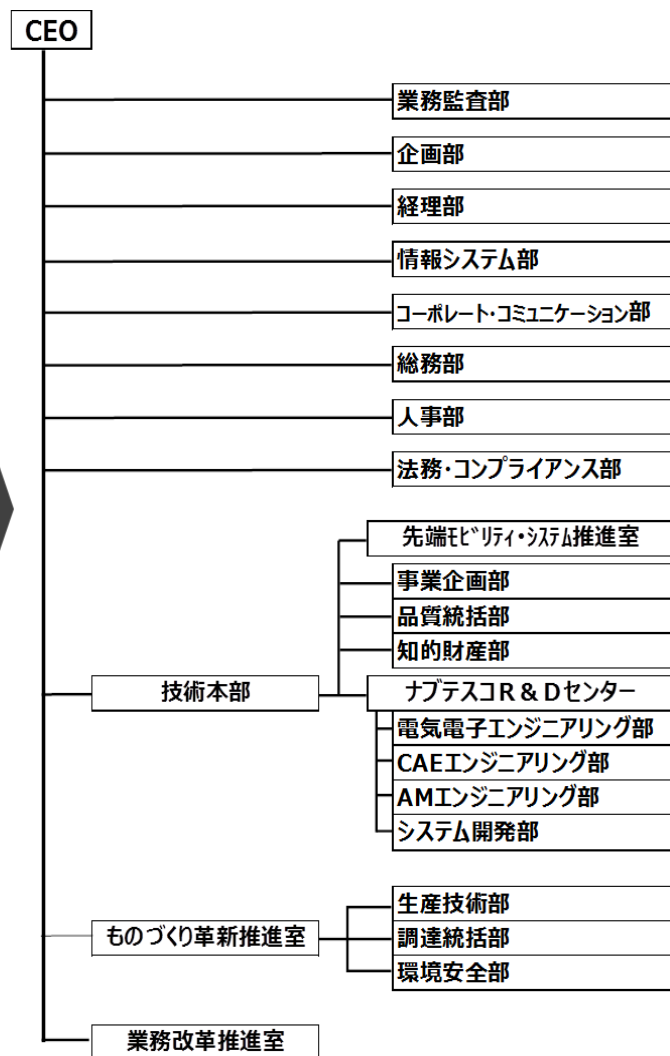 CEO
業務監査部
企画部
経理部
情報システム部
コーポレート・コミュニケーション部
総務部
人事部
法務・コンプライアンス部
先端モビリティ・システム推進室
事業企画部
品質統括部
知的財産部
技術本部
ナブテスコR&Dセンター
電気電子エンジニアリング部
CAEエンジニアリング部
AMエンジニアリング部
システム開発部
生産技術部
ものづくり革新推進室
調達統括部
環境安全部
業務改革推進室